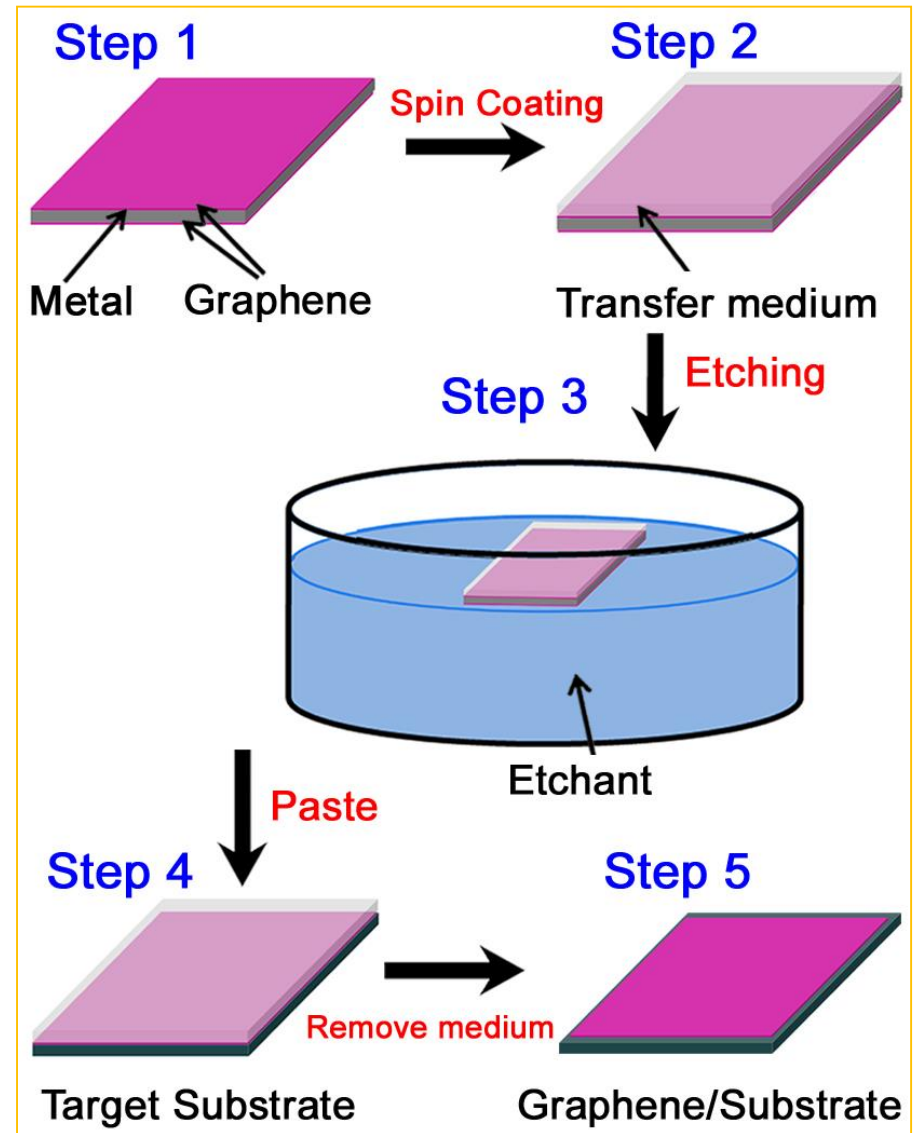 Step 1
Step 2
Spin Coating
Metal
Graphene
Transfer medium
Etching
Step 3
Etchant
Paste
Step 4
Step 5
Remove medium
Target Substrate
Graphene/Substrate